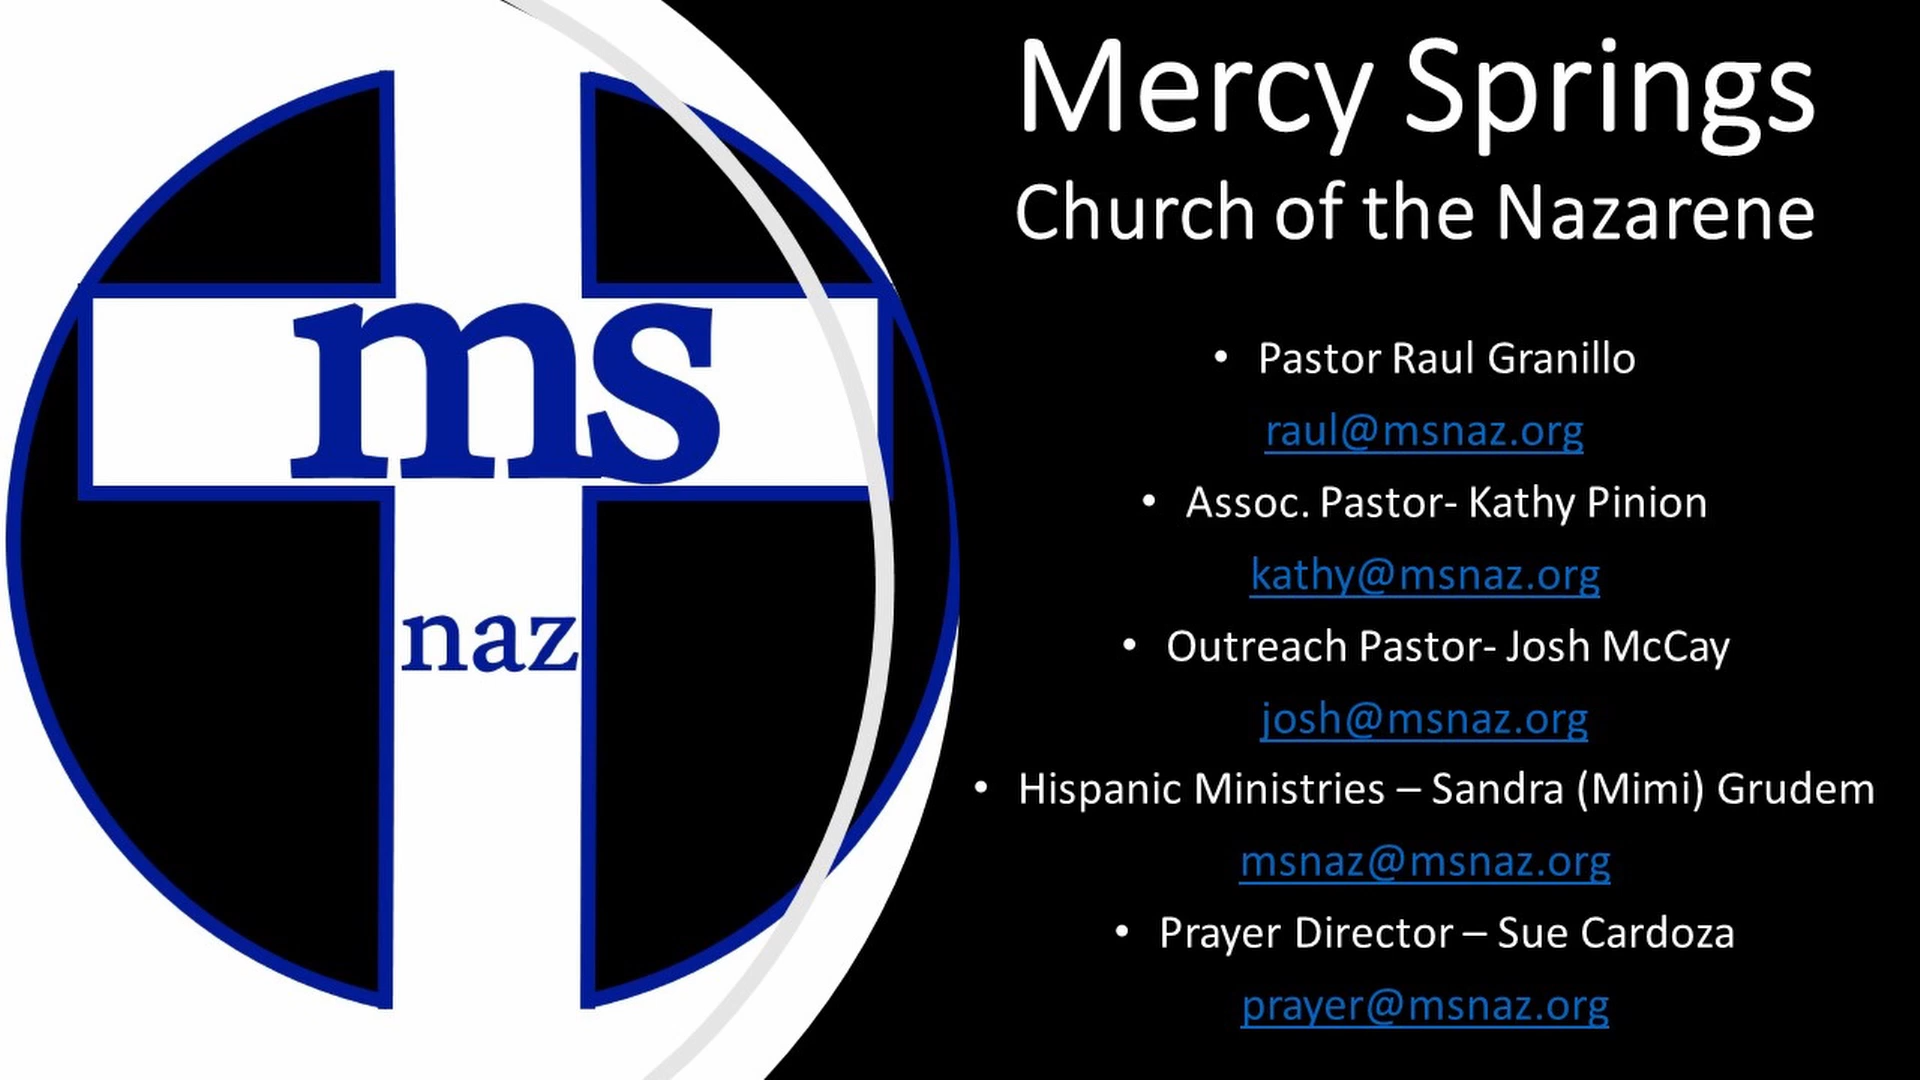 ms
naz
Mercy Springs
Church of the Nazarene
• Pastor Raul Granillo
raul@msnaz.org
• Assoc. Pastor- Kathy Pinion
kathy@msnaz.org
• Outreach Pastor- Josh McCay
josh@msnaz.org
• Hispanic Ministries – Sandra (Mimi) Grudem
msnaz@msnaz.org
• Prayer Director – Sue Cardoza
prayer@msnaz.org